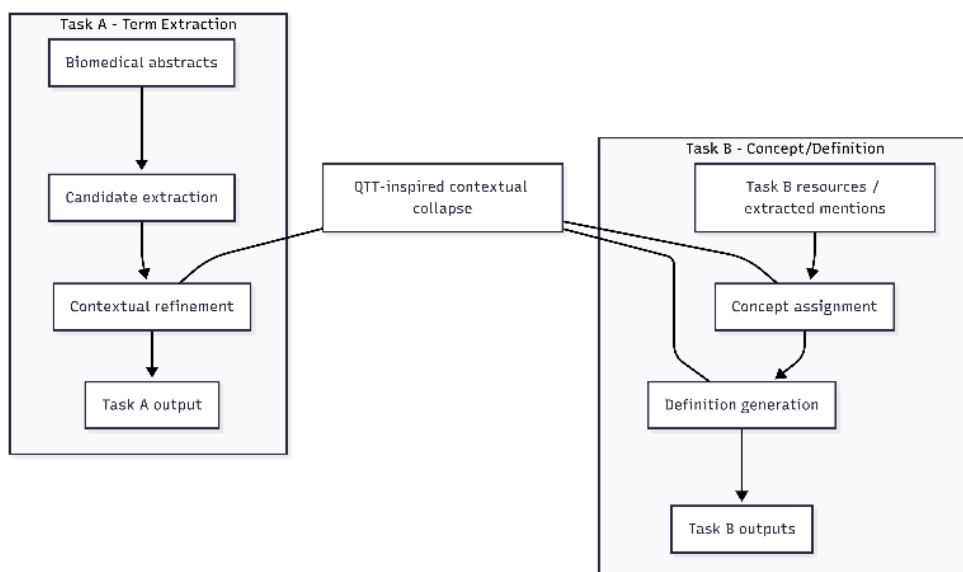 Task A - Term Extraction
Biomedical abstracts
Candidate extraction
Contextual refinement
Task A output
QTT-inspired contextual
collapse
Task B - Concept/Definition
Task B resources /
extracted mentions
Concept assignment
Definition generation
Task B outputs